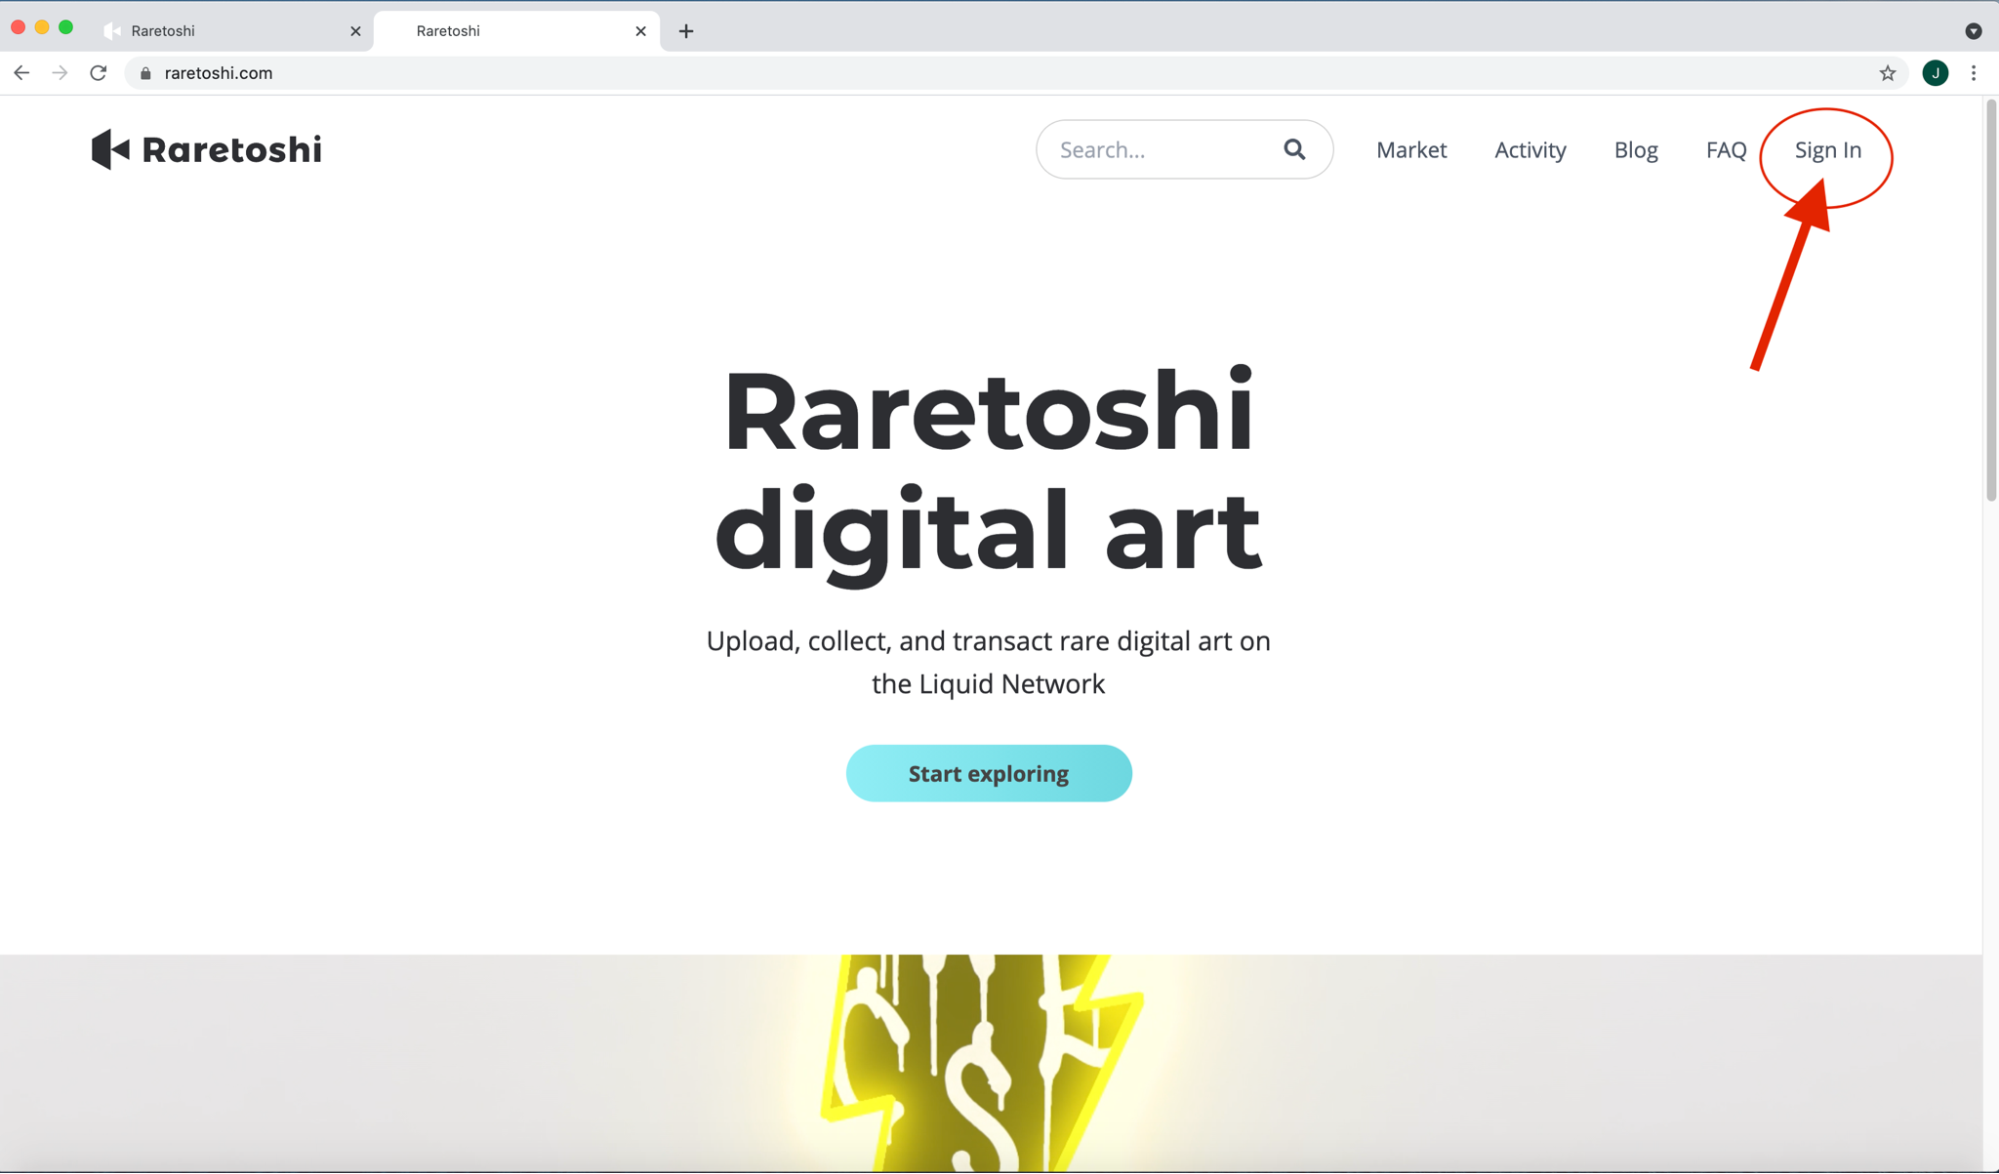 Raretoshi
Raretoshi
raretoshi.com
J
Raretoshi
Search...
Market
Activity
Blog
FAQ
Sign In
Raretoshi
digital art
Upload, collect, and transact rare digital art on
the Liquid Network
Start exploring